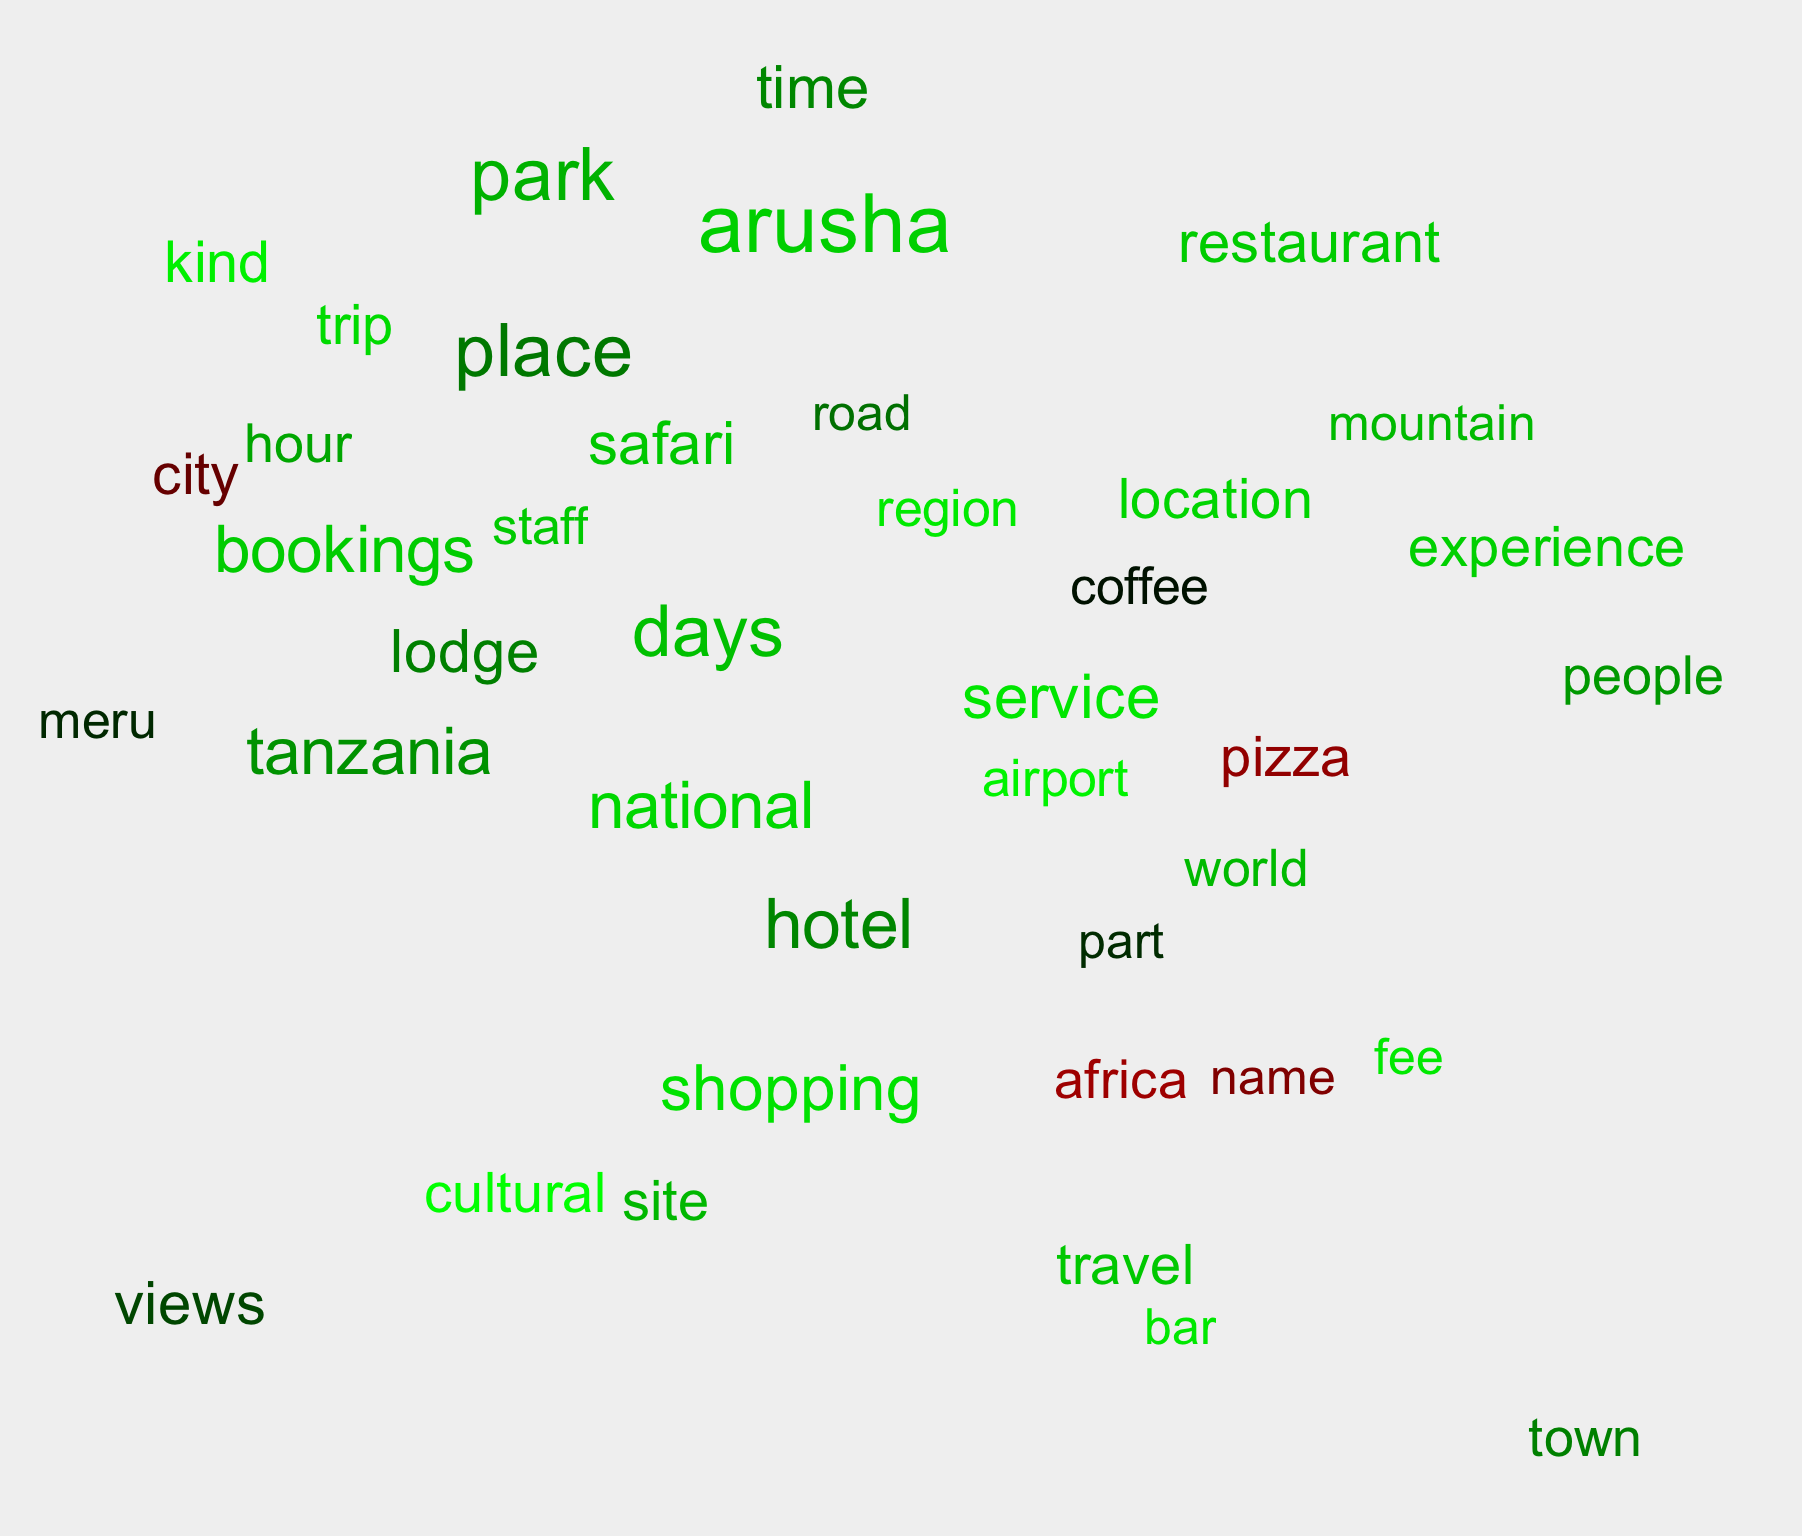 time
park
arusha
restaurant
kind
trip
place
road
mountain
hour
safari
city
region
location
bookings
staff
experience
coffee
days
lodge
people
service
meru
tanzania
pizza
airport
national
world
hotel
part
fee
shopping
africa
name
cultural
site
travel
views
bar
town